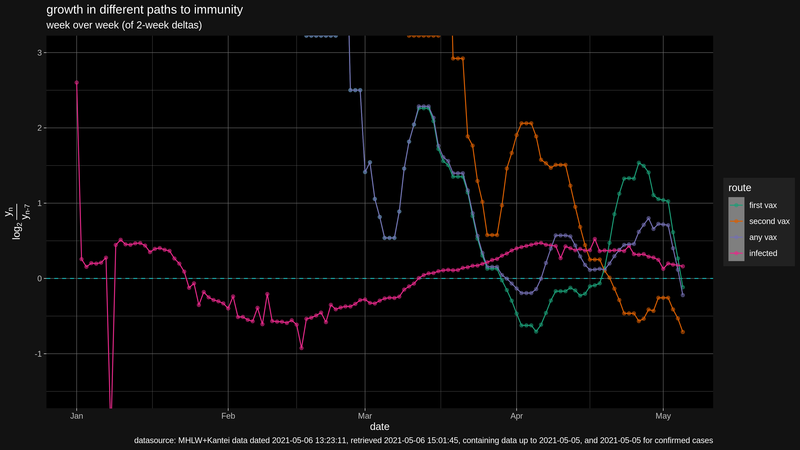 growth in different paths to immunity
week over week (of 2-week deltas)
3
2
1
0
-1
log₂ yₙ / yₙ₋₇
Jan Feb Mar Apr May
date
route
first vax
second vax
any vax
infected
datasource: MHLW+Kantei data dated 2021-05-06 13:23:11, retrieved 2021-05-06 15:01:45, containing data up to 2021-05-05, and 2021-05-05 for confirmed cases